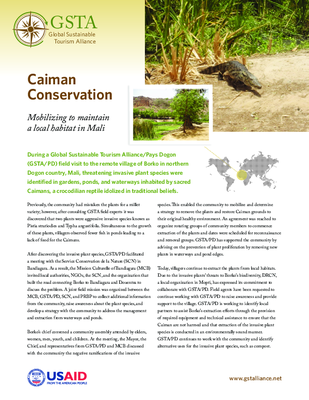 GSTA
Global Sustainable
Tourism Alliance
Caiman
Conservation
Mobilizing to maintain
a local habitat in Mali
During a Global Sustainable Tourism Alliance/Pays Dogon
(GSTA/PD) field visit to the remote village of Borko in northern
Dogon country, Mali, threatening invasive plant species were
identified in gardens, ponds, and waterways inhabited by sacred
Caimans, a crocodilian reptile idolized in traditional beliefs.
Previously, the community had mistaken the plants for a millet
variety; however, after consulting GSTA field experts it was
discovered that two plants were aggressive invasive species known as
Pistia stratiodes and Typha angustifolia. Simultaneous to the growth
of these plants, villagers observed fewer fish in ponds leading to a
lack of food for the Caimans.
After discovering the invasive plant species, GSTA/PD facilitated
a meeting with the Service Conservation de la Nature (SCN) in
Bandiagara. As a result, the Mission Culturelle of Bandiagara (MCB)
invited local authorities, NGOs, the SCN, and the organization that
built the road connecting Borko to Bandiagara and Douentza to
discuss the problem. A joint field mission was organized between the
MCB, GSTA/PD, SCN, and PRBP to collect additional information
from the community, raise awareness about the plant species, and
develop a strategy with the community to address the management
and extraction from waterways and ponds.
Borko's chief convened a community assembly attended by elders,
women, men, youth, and children. At the meeting, the Mayor, the
Chief, and representatives from GSTA/PD and MCB discussed
with the community the negative ramifications of the invasive
species. This enabled the community to mobilize and determine
a strategy to remove the plants and restore Caiman grounds to
their original healthy environment. An agreement was reached to
organize rotating groups of community members to commence
extraction of the plants and dates were scheduled for reconnaissance
and removal groups. GSTA/PD has supported the community by
advising on the prevention of plant proliferation by removing new
plants in waterways and pond edges.
Today, villagers continue to extract the plants from local habitats.
Due to the invasive plants' threats to Borko's biodiversity,
a local organization in Mopti, has expressed its commitment to
collaborate with GSTA/PD. Field agents have been requested to
continue working with GSTA/PD to raise awareness and provide
support to the village. GSTA/PD is working to identify local
partners to assist Borko's extraction efforts through the provision
of required equipment and technical assistance to ensure that the
Caiman are not harmed and that extraction of the invasive plant
species is conducted in an environmentally sound manner.
GSTA/PD continues to work with the community and identify
alternative uses for the invasive plant species, such as compost.
USAID
FROM THE AMERICAN PEOPLE
www.gstalliance.net